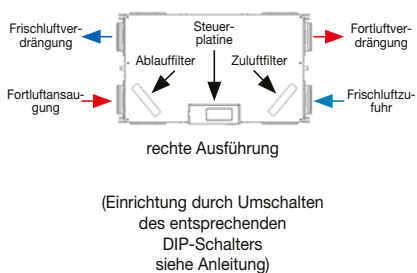 Frischluftver-
drängung
Steuer-
platine
Fortluftver-
drängung
Ablauffilter
Zuluftfilter
Fortluftansau-
gung
Frischluftzu-
fuhr
rechte Ausführung
(Einrichtung durch Umschalten
des entsprechenden
DIP-Schalters
siehe Anleitung)